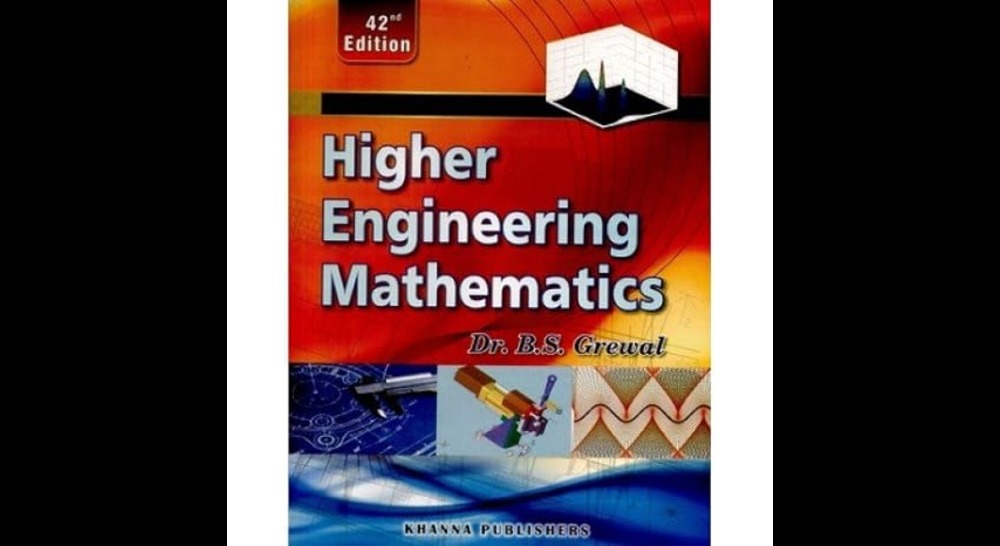 42nd
Edition
Higher
Engineering
Mathematics
Dr. B.S. Grewal
KHANNA PUBLISHERS